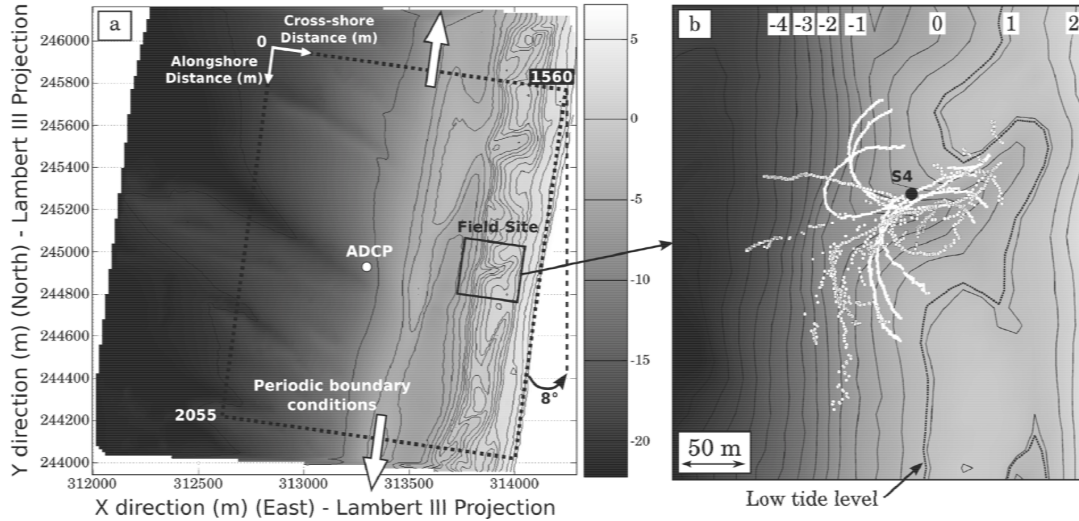 a
0
Cross-shore
Distance (m)
Alongshore
Distance (m)
1560
Field Site
ADCP
Periodic boundary
conditions
2055
8°
246000
245800
245600
245400
245200
245000
244800
244600
244400
244200
244000
Y direction (m) (North) - Lambert III Projection
312000
312500
313000
313500
314000
X direction (m) (East) - Lambert III Projection
5
0
-5
-10
-15
-20
b
-4 -3 -2 -1 0 1 2
S4
50 m
Low tide level